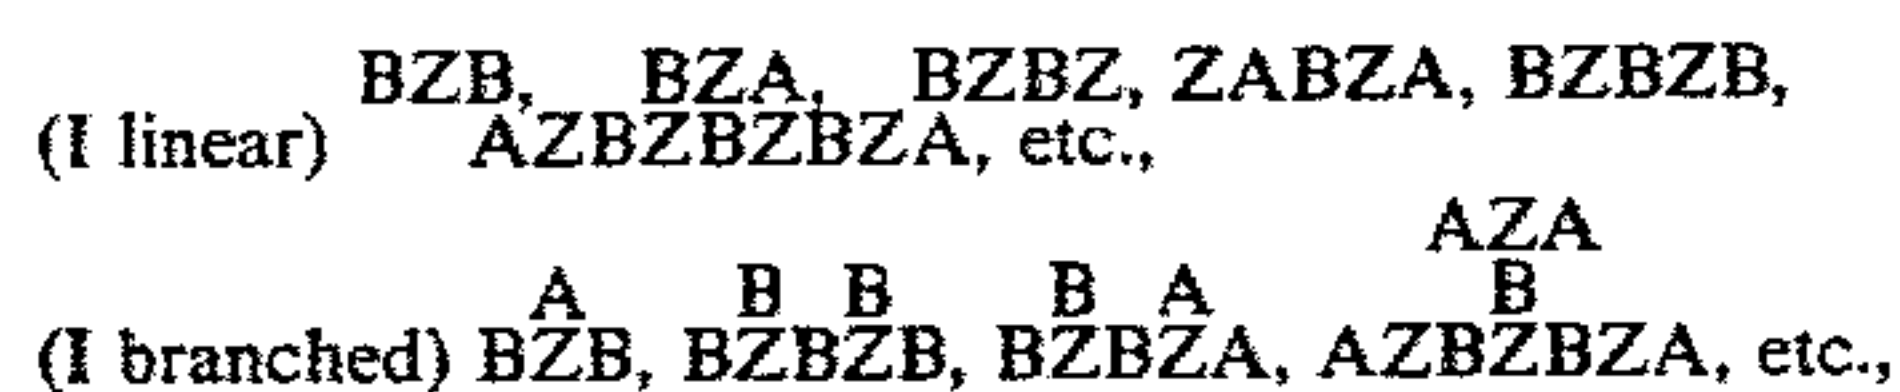 BZB, BZA, BZBZ, ZABZA, BZBZB,
(I linear) AZBZBZBZA, etc.,
AZA
A B B B A B
(I branched) BZB, BZBZB, BZBZA, AZBZBZA, etc.,